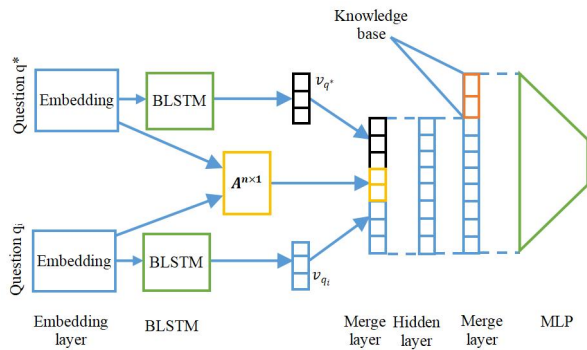 Knowledge
base
Question q*
Embedding
BLSTM
v_{q*}
A^{n×1}
Question q_i
Embedding
BLSTM
v_{q_i}
Embedding
layer
BLSTM
Merge
layer
Hidden
layer
Merge
layer
MLP